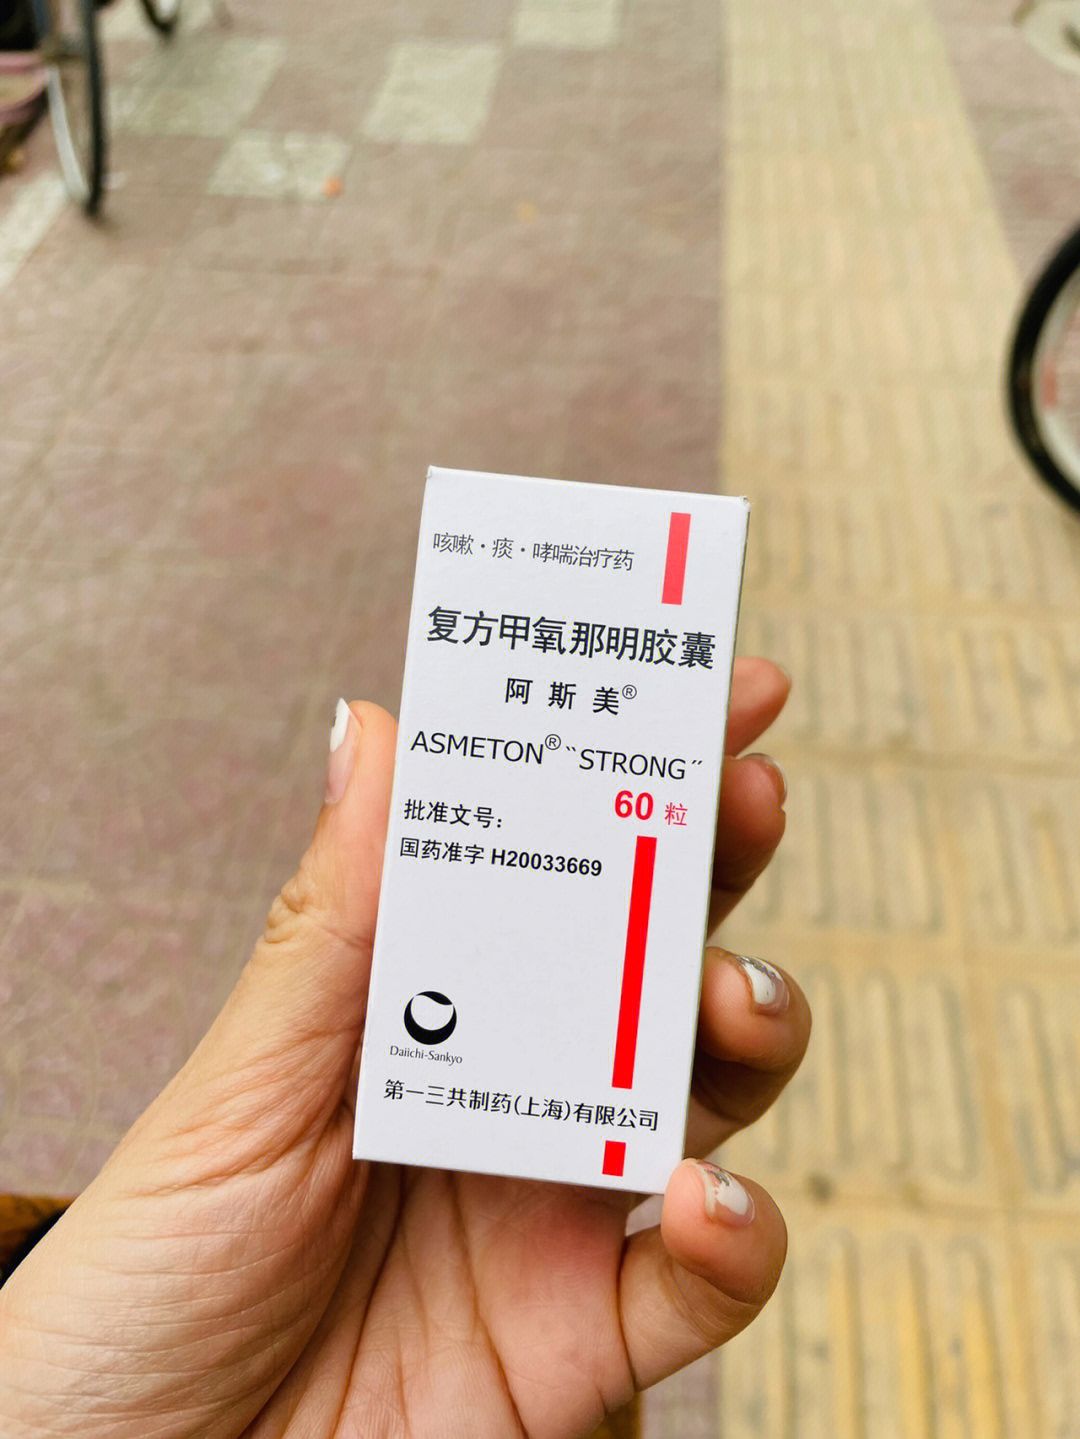 咳嗽·痰·哮喘治疗药
复方甲氧那明胶囊
阿斯美®
ASMETON® “STRONG”
60 粒
批准文号：
国药准字 H20033669
Daiichi-Sankyo
第一三共制药(上海)有限公司